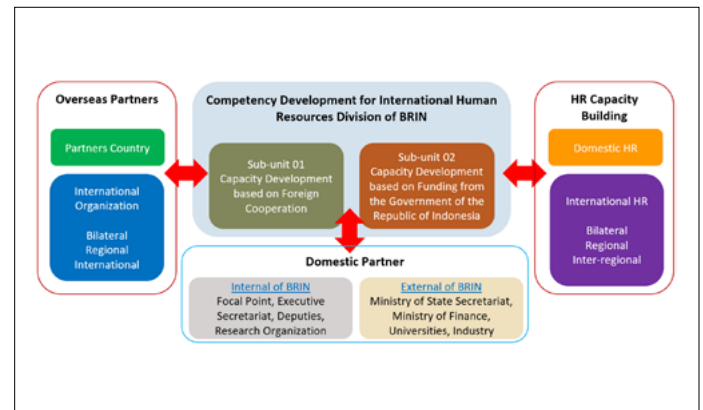 Overseas Partners
Partners Country
International
Organization
Bilateral
Regional
International
Competency Development for International Human
Resources Division of BRIN
Sub-unit 01
Capacity Development
based on Foreign
Cooperation
Sub-unit 02
Capacity Development
based on Funding from
the Government of the
Republic of Indonesia
HR Capacity
Building
Domestic HR
International HR
Bilateral
Regional
Inter-regional
Domestic Partner
Internal of BRIN
Focal Point, Executive
Secretariat, Deputies,
Research Organization
External of BRIN
Ministry of State Secretariat,
Ministry of Finance,
Universities, Industry